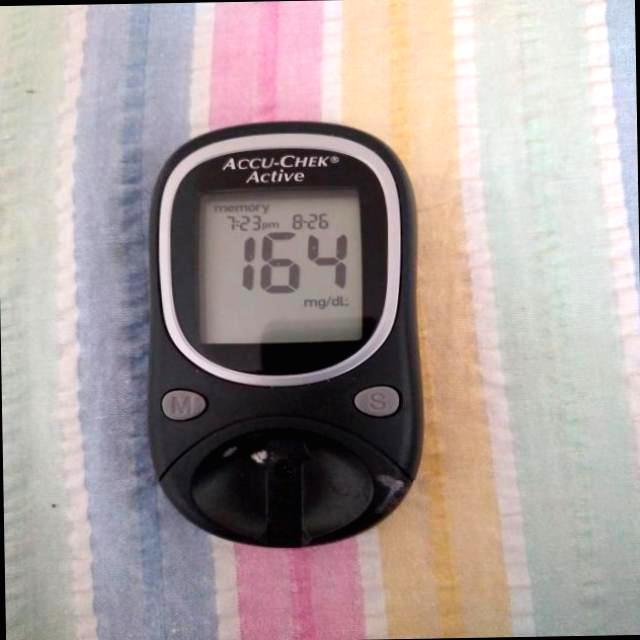 ACCU-CHEK®
Active
memory
7:23pm 8-26
164
mg/dL
M S